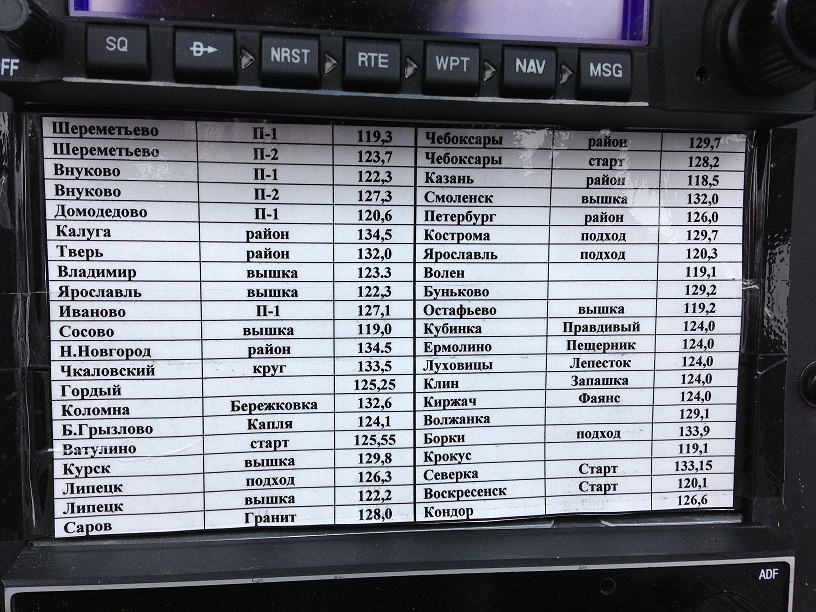 FF SQ D NRST RTE WPT NAV MSG
Шереметьево П-1 119,3 Чебоксары район 129,7
Шереметьево П-2 123,7 Чебоксары старт 128,2
Внуково П-1 122,3 Казань район 118,5
Внуково П-2 127,3 Смоленск вышка 132,0
Домодедово П-1 120,6 Петербург район 126,0
Калуга район 134,5 Кострома подход 129,7
Тверь район 132,0 Ярославль подход 120,3
Владимир вышка 123.3 Волен 119,1
Ярославль вышка 122,3 Буньково 129,2
Иваново П-1 127,1 Остафьево вышка 119,2
Сосово вышка 119,0 Кубинка Правдивый 124,0
Н.Новгород район 134.5 Ермолино Пещерник 124,0
Чкаловский круг 133,5 Луховицы Лепесток 124,0
Гордый 125,25 Клин Запашка 124,0
Коломна Бережковка 132,6 Киржач Фаянс 124,0
Б.Грызлово Капля 124,1 Волжанка 129,1
Ватулино старт 125,55 Борки подход 133,9
Курск вышка 129,8 Крокус 119,1
Липецк подход 126,3 Северка Старт 133,15
Липецк вышка 122,2 Воскресенск Старт 120,1
Саров Гранит 128,0 Кондор 126,6
ADF